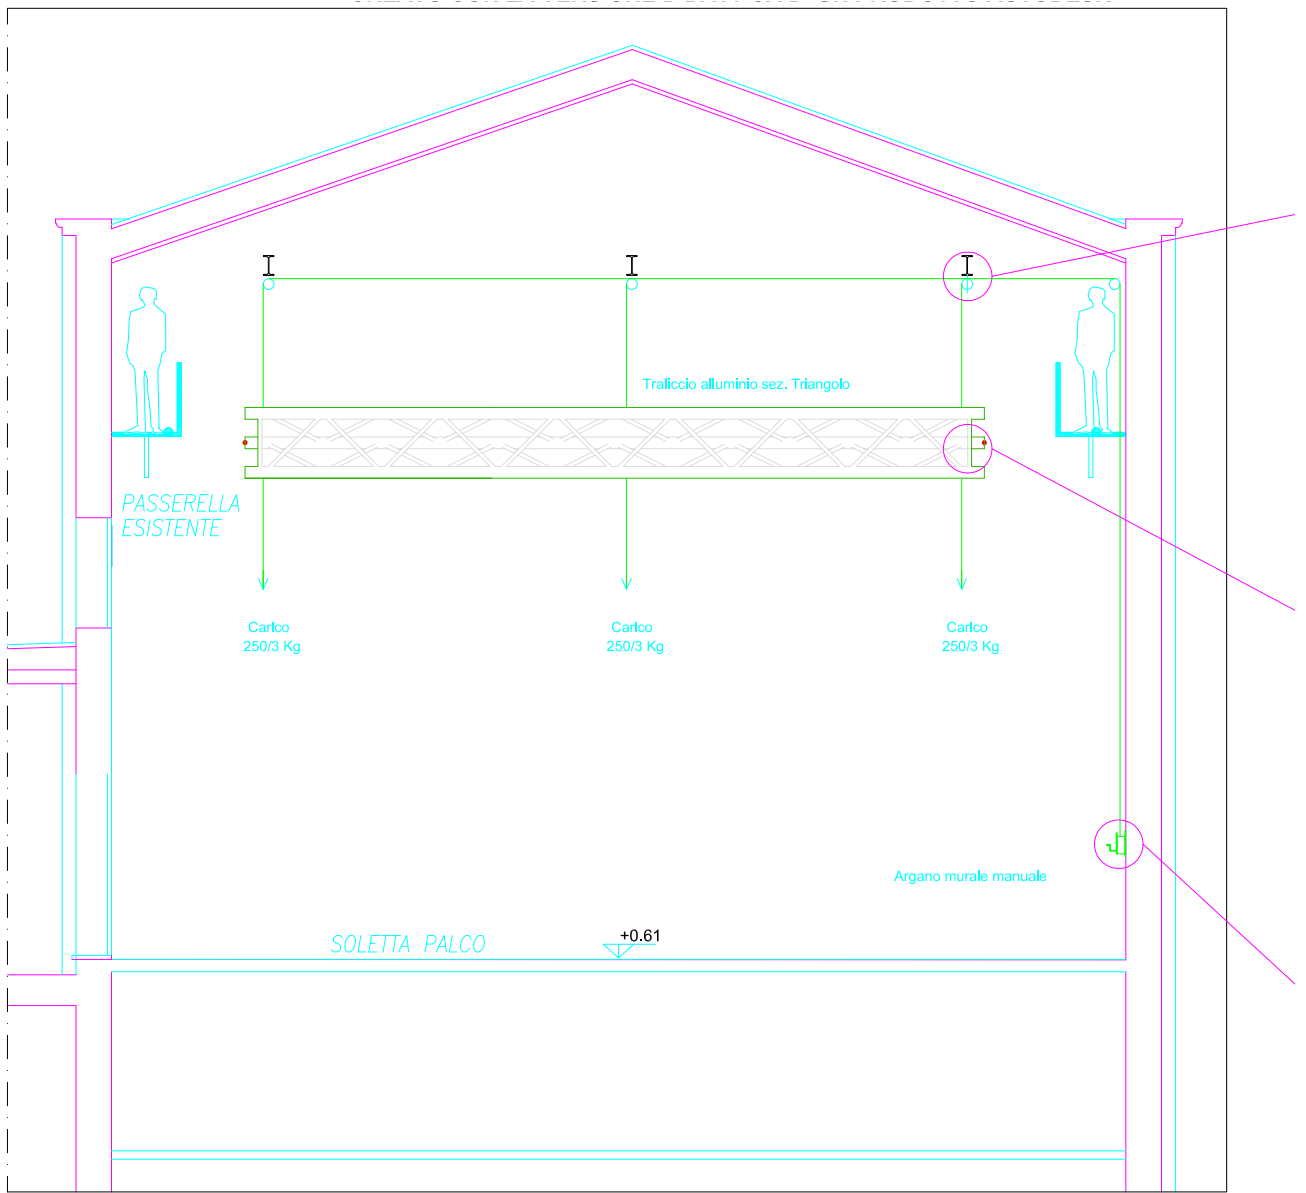 Traliccio alluminio sez. Triangolo
PASSERELLA
ESISTENTE
Carico
250/3 Kg
Carico
250/3 Kg
Carico
250/3 Kg
Argano murale manuale
+0.61
SOLETTA PALCO